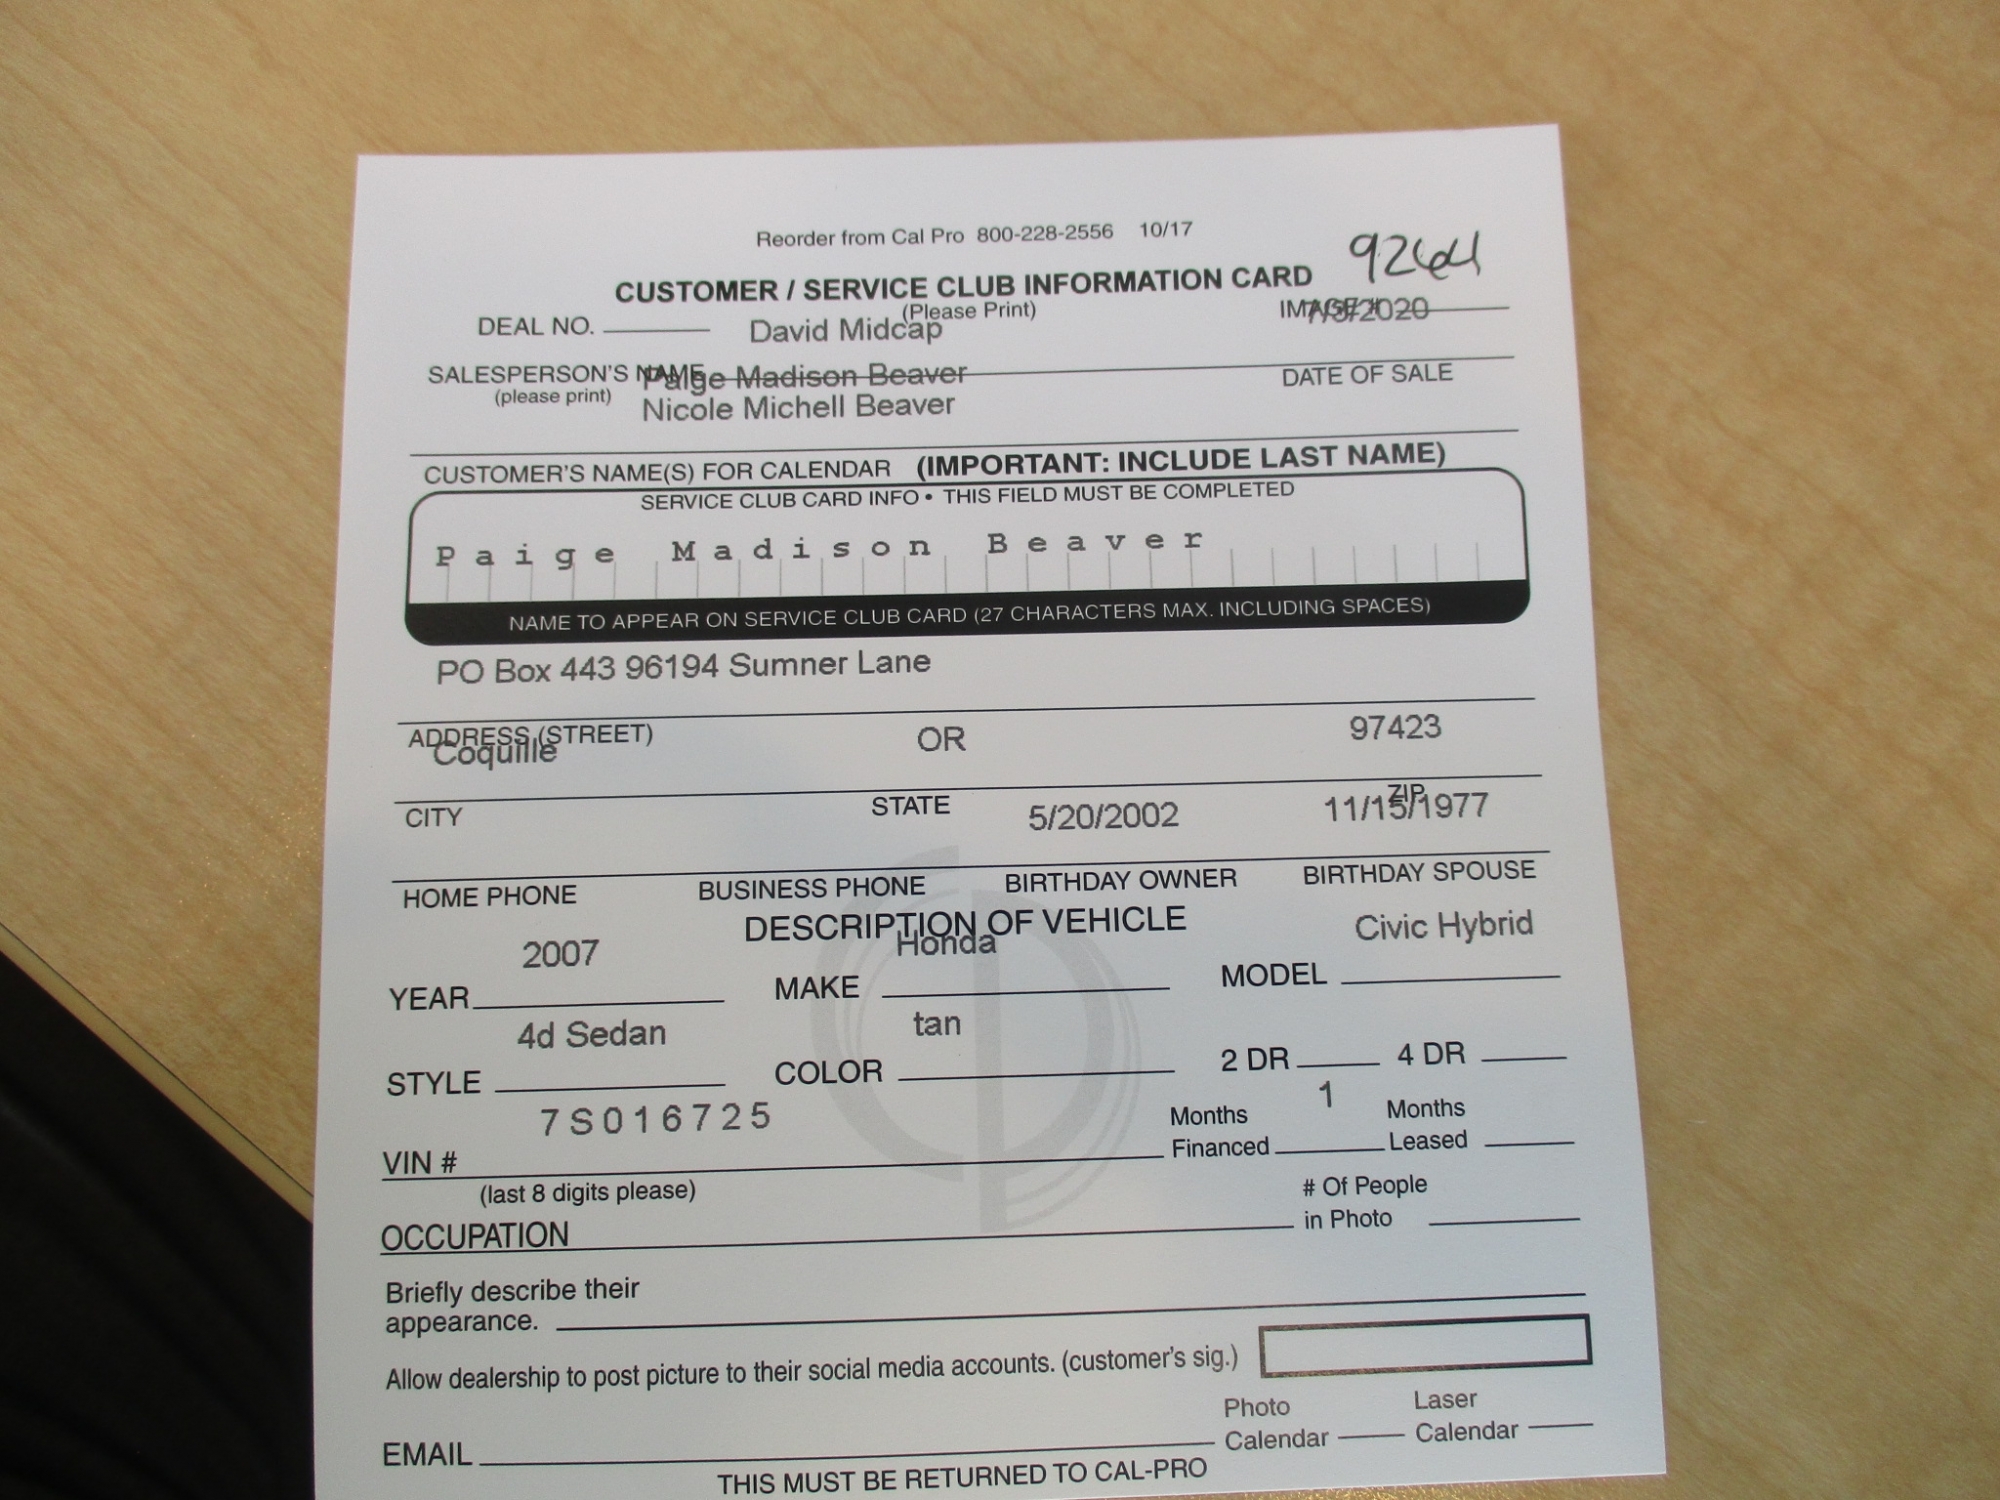 Reorder from Cal Pro 800-228-2556 10/17
CUSTOMER / SERVICE CLUB INFORMATION CARD
(Please Print)
DEAL NO. David Midcap IMAGE # 2020
SALESPERSON'S NAME Paige Madison Beaver DATE OF SALE
(please print) Nicole Michell Beaver
CUSTOMER'S NAME(S) FOR CALENDAR (IMPORTANT: INCLUDE LAST NAME)
SERVICE CLUB CARD INFO • THIS FIELD MUST BE COMPLETED
Paige Madison Beaver
NAME TO APPEAR ON SERVICE CLUB CARD (27 CHARACTERS MAX. INCLUDING SPACES)
PO Box 443 96194 Sumner Lane
ADDRESS (STREET)
Coquille OR 97423
CITY STATE ZIP
5/20/2002 11/15/1977
HOME PHONE BUSINESS PHONE BIRTHDAY OWNER BIRTHDAY SPOUSE
DESCRIPTION OF VEHICLE
2007 Honda Civic Hybrid
YEAR MAKE MODEL
4d Sedan tan
STYLE COLOR 2 DR 4 DR
7S016725 1
VIN # Months Financed Months Leased
(last 8 digits please)
OCCUPATION # Of People in Photo
Briefly describe their
appearance.
Allow dealership to post picture to their social media accounts. (customer's sig.)
EMAIL Photo Calendar Laser Calendar
THIS MUST BE RETURNED TO CAL-PRO